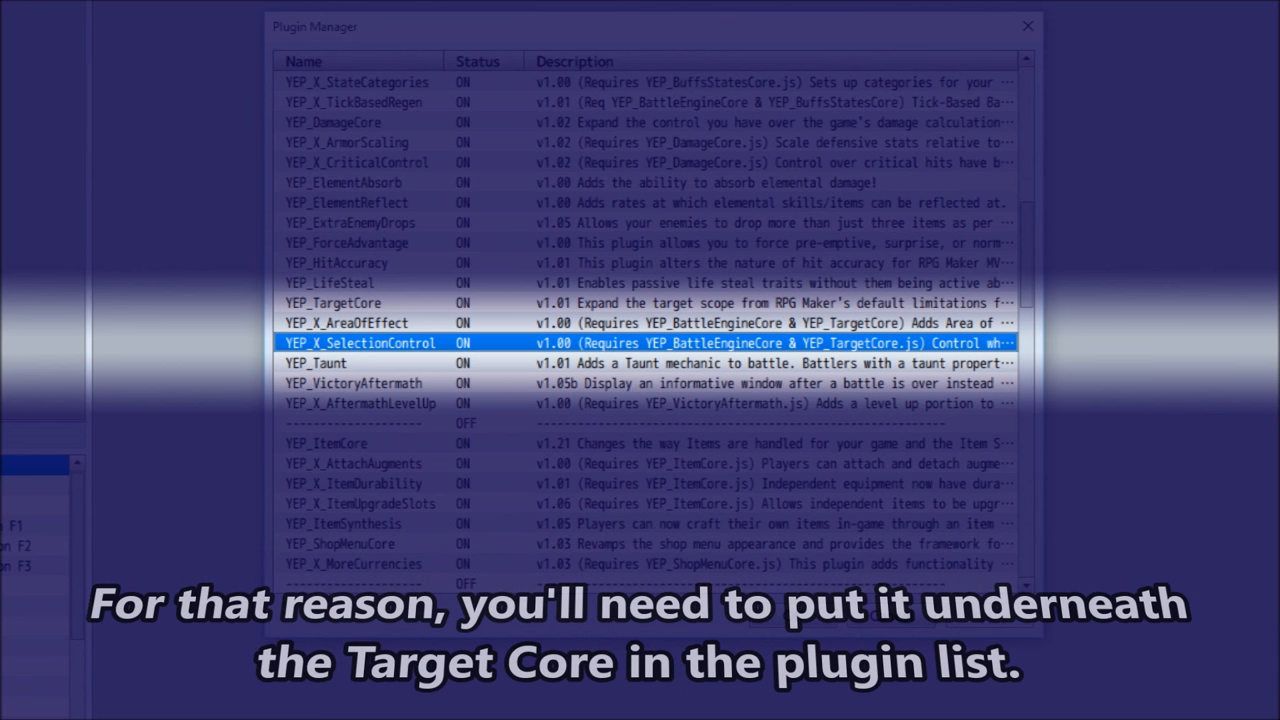 Plugin Manager
Name Status Description
YEP_X_StateCategories ON v1.00 (Requires YEP_BuffsStatesCore.js) Sets up categories for your ···
YEP_X_TickBasedRegen ON v1.01 (Req YEP_BattleEngineCore & YEP_BuffsStatesCore) Tick-Based Ba···
YEP_DamageCore ON v1.02 Expand the control you have over the game's damage calculation···
YEP_X_ArmorScaling ON v1.02 (Requires YEP_DamageCore.js) Scale defensive stats relative to···
YEP_X_CriticalControl ON v1.02 (Requires YEP_DamageCore.js) Control over critical hits have b···
YEP_ElementAbsorb ON v1.00 Adds the ability to absorb elemental damage!
YEP_ElementReflect ON v1.00 Adds rates at which elemental skills/items can be reflected at.
YEP_ExtraEnemyDrops ON v1.05 Allows your enemies to drop more than just three items as per ···
YEP_ForceAdvantage ON v1.00 This plugin allows you to force pre-emptive, surprise, or norm···
YEP_HitAccuracy ON v1.01 This plugin alters the nature of hit accuracy for RPG Maker MV···
YEP_LifeSteal ON v1.01 Enables passive life steal traits without them being active ab···
YEP_TargetCore ON v1.01 Expand the target scope from RPG Maker's default limitations f···
YEP_X_AreaOfEffect ON v1.00 (Requires YEP_BattleEngineCore & YEP_TargetCore) Adds Area of ···
YEP_X_SelectionControl ON v1.00 (Requires YEP_BattleEngineCore & YEP_TargetCore.js) Control wh···
YEP_Taunt ON v1.01 Adds a Taunt mechanic to battle. Battlers with a taunt propert···
YEP_VictoryAftermath ON v1.05b Display an informative window after a battle is over instead ···
YEP_X_AftermathLevelUp ON v1.00 (Requires YEP_VictoryAftermath.js) Adds a level up portion to ···
-------------------- OFF ------------------------------------------------------------
YEP_ItemCore ON v1.21 Changes the way Items are handled for your game and the Item S···
YEP_X_AttachAugments ON v1.00 (Requires YEP_ItemCore.js) Players can attach and detach augme···
YEP_X_ItemDurability ON v1.01 (Requires YEP_ItemCore.js) Independent equipment now have dura···
YEP_X_ItemUpgradeSlots ON v1.06 (Requires YEP_ItemCore.js) Allows independent items to be upgr···
YEP_ItemSynthesis ON v1.05 Players can now craft their own items in-game through an item ···
YEP_ShopMenuCore ON v1.03 Revamps the shop menu appearance and provides the framework fo···
YEP_X_MoreCurrencies ON v1.03 (Requires YEP_ShopMenuCore.js) This plugin adds functionality ···
-------------------- OFF ------------------------------------------------------------
F1
on F2
on F3
For that reason, you'll need to put it underneath
the Target Core in the plugin list.